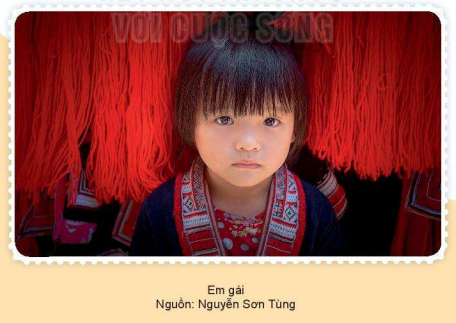 VỚI CUỘC SỐNG
Em gái
Nguồn: Nguyễn Sơn Tùng